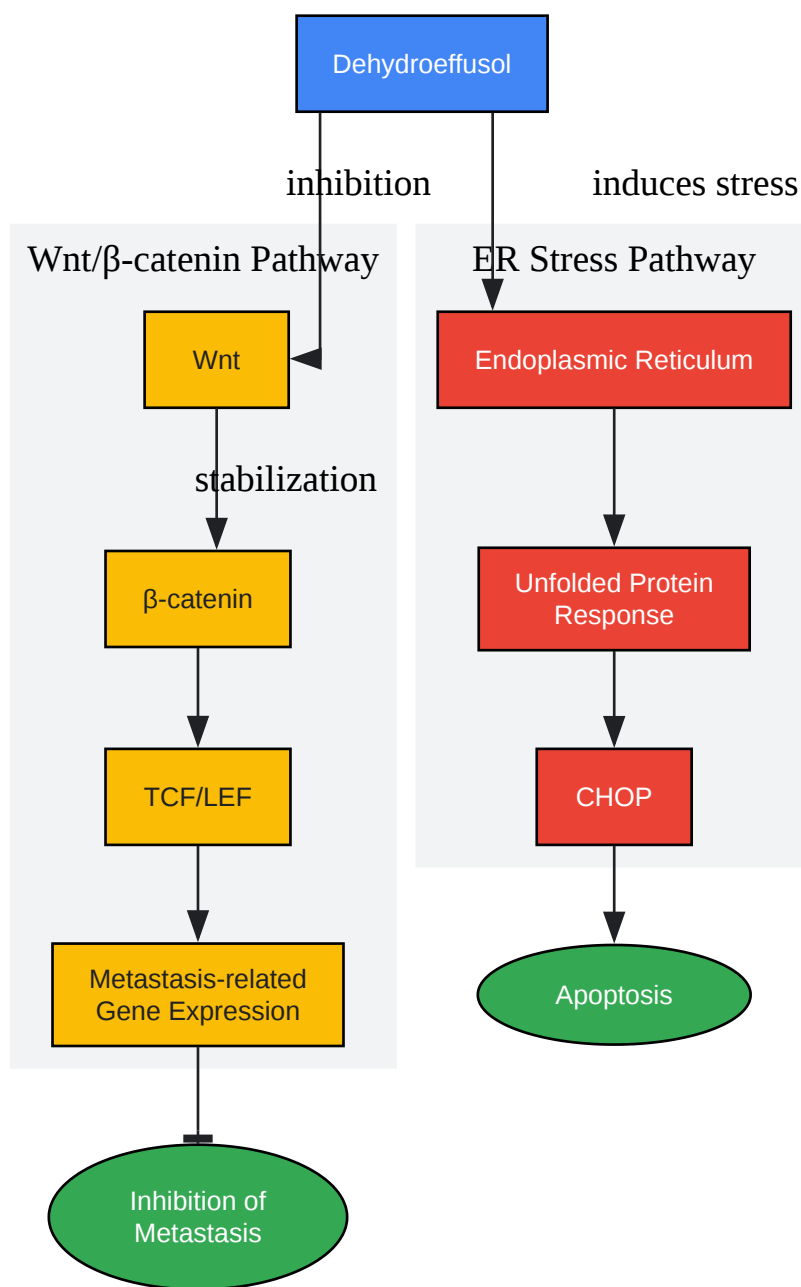 Dehydroeffusol
inhibition
induces stress
Wnt/β-catenin Pathway
ER Stress Pathway
Wnt
Endoplasmic Reticulum
stabilization
β-catenin
Unfolded Protein
Response
TCF/LEF
CHOP
Metastasis-related
Gene Expression
Apoptosis
Inhibition of
Metastasis